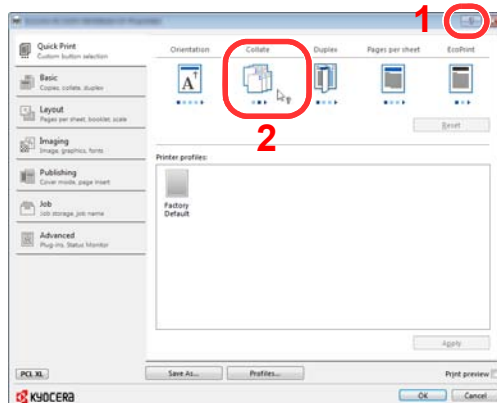 1
Quick Print
Custom button selection
Basic
Copies, collate, duplex
Layout
Pages per sheet, booklet, scale
Imaging
Image, graphics, fonts
Publishing
Cover mode, page insert
Job
Job storage, job name
Advanced
Plug-ins, Status Monitor
Orientation Collate Duplex Pages per sheet EcoPrint
A
2
Reset
Printer profiles:
Factory
Default
Apply
PCL XL
Save As... Profiles... Print preview
KYOCERA
OK Cancel